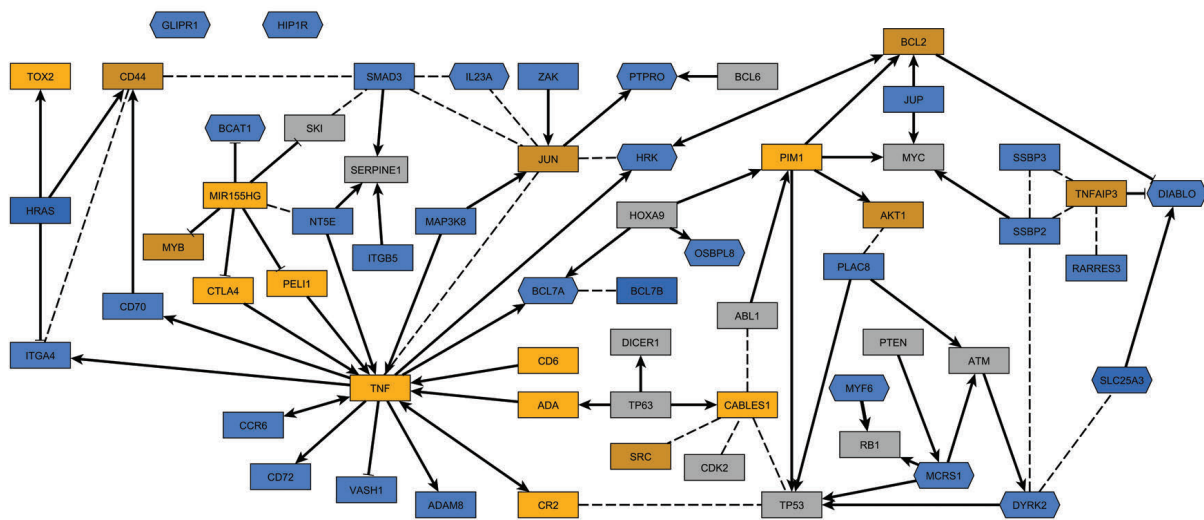 GLIPR1
HIP1R
BCL2
TOX2
CD44
SMAD3
IL23A
ZAK
PTPRO
BCL6
JUP
BCAT1
SKI
SERPINE1
JUN
HRK
PIM1
MYC
SSBP3
MIR155HG
TNFAIP3
DIABLO
HRAS
NT5E
MAP3K8
HOXA9
AKT1
SSBP2
MYB
ITGB5
OSBPL8
PLAC8
RARRES3
CTLA4
PELI1
BCL7A
BCL7B
CD70
ABL1
ITGA4
DICER1
PTEN
ATM
CD6
TNF
MYF6
SLC25A3
ADA
TP63
CABLES1
CCR6
RB1
SRC
CDK2
MCRS1
CD72
VASH1
ADAM8
CR2
TP53
DYRK2